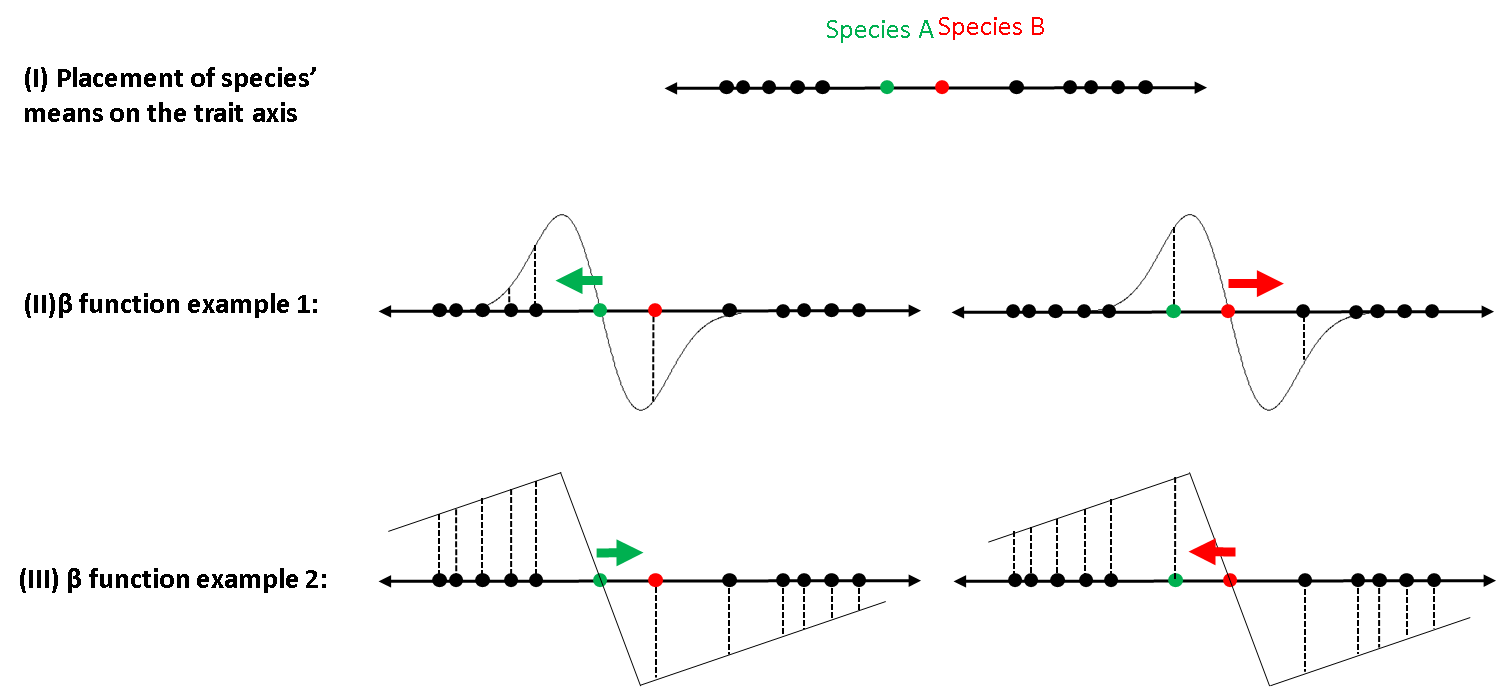 Species A Species B
(I) Placement of species’
means on the trait axis
(II)β function example 1:
(III) β function example 2: